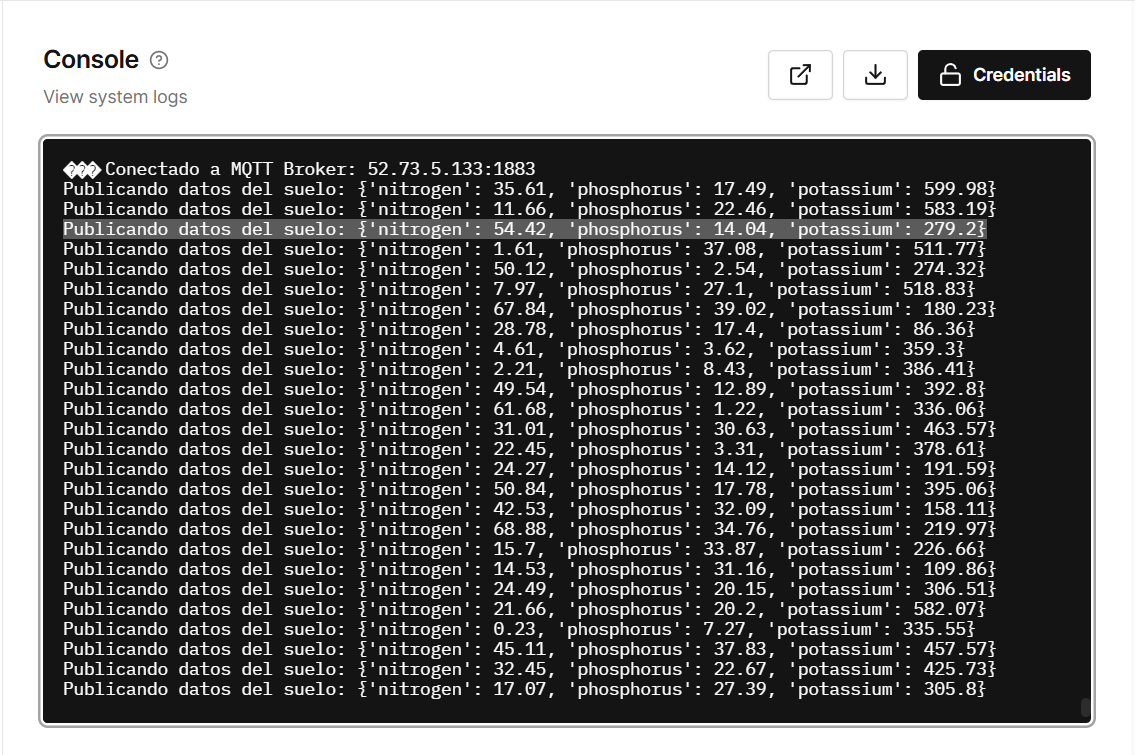 Console
View system logs
Credentials
���Conectado a MQTT Broker: 52.73.5.133:1883
Publicando datos del suelo: {'nitrogen': 35.61, 'phosphorus': 17.49, 'potassium': 599.98}
Publicando datos del suelo: {'nitrogen': 11.66, 'phosphorus': 22.46, 'potassium': 583.19}
Publicando datos del suelo: {'nitrogen': 54.42, 'phosphorus': 14.04, 'potassium': 279.2}
Publicando datos del suelo: {'nitrogen': 1.61, 'phosphorus': 37.08, 'potassium': 511.77}
Publicando datos del suelo: {'nitrogen': 50.12, 'phosphorus': 2.54, 'potassium': 274.32}
Publicando datos del suelo: {'nitrogen': 7.97, 'phosphorus': 27.1, 'potassium': 518.83}
Publicando datos del suelo: {'nitrogen': 67.84, 'phosphorus': 39.02, 'potassium': 180.23}
Publicando datos del suelo: {'nitrogen': 28.78, 'phosphorus': 17.4, 'potassium': 86.36}
Publicando datos del suelo: {'nitrogen': 4.61, 'phosphorus': 3.62, 'potassium': 359.3}
Publicando datos del suelo: {'nitrogen': 2.21, 'phosphorus': 8.43, 'potassium': 386.41}
Publicando datos del suelo: {'nitrogen': 49.54, 'phosphorus': 12.89, 'potassium': 392.8}
Publicando datos del suelo: {'nitrogen': 61.68, 'phosphorus': 1.22, 'potassium': 336.06}
Publicando datos del suelo: {'nitrogen': 31.01, 'phosphorus': 30.63, 'potassium': 463.57}
Publicando datos del suelo: {'nitrogen': 22.45, 'phosphorus': 3.31, 'potassium': 378.61}
Publicando datos del suelo: {'nitrogen': 24.27, 'phosphorus': 14.12, 'potassium': 191.59}
Publicando datos del suelo: {'nitrogen': 50.84, 'phosphorus': 17.78, 'potassium': 395.06}
Publicando datos del suelo: {'nitrogen': 42.53, 'phosphorus': 32.09, 'potassium': 158.11}
Publicando datos del suelo: {'nitrogen': 68.88, 'phosphorus': 34.76, 'potassium': 219.97}
Publicando datos del suelo: {'nitrogen': 15.7, 'phosphorus': 33.87, 'potassium': 226.66}
Publicando datos del suelo: {'nitrogen': 14.53, 'phosphorus': 31.16, 'potassium': 109.86}
Publicando datos del suelo: {'nitrogen': 24.49, 'phosphorus': 20.15, 'potassium': 306.51}
Publicando datos del suelo: {'nitrogen': 21.66, 'phosphorus': 20.2, 'potassium': 582.07}
Publicando datos del suelo: {'nitrogen': 0.23, 'phosphorus': 7.27, 'potassium': 335.55}
Publicando datos del suelo: {'nitrogen': 45.11, 'phosphorus': 37.83, 'potassium': 457.57}
Publicando datos del suelo: {'nitrogen': 32.45, 'phosphorus': 22.67, 'potassium': 425.73}
Publicando datos del suelo: {'nitrogen': 17.07, 'phosphorus': 27.39, 'potassium': 305.8}